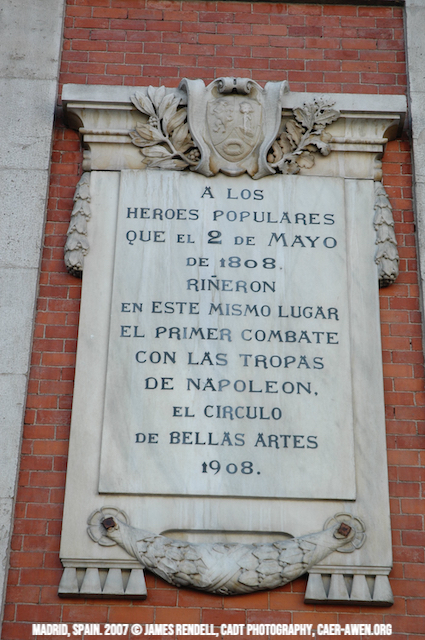 A LOS
HEROES POPULARES
QUE EL 2 DE MAYO
DE 1808.
RIÑERON
EN ESTE MISMO LUGAR
EL PRIMER COMBATE
CON LAS TROPAS
DE NAPOLEON,
EL CIRCULO
DE BELLAS ARTES
1908.
MADRID, SPAIN. 2007 © JAMES RENDELL, CADT PHOTOGRAPHY, CAER-AWEN.ORG